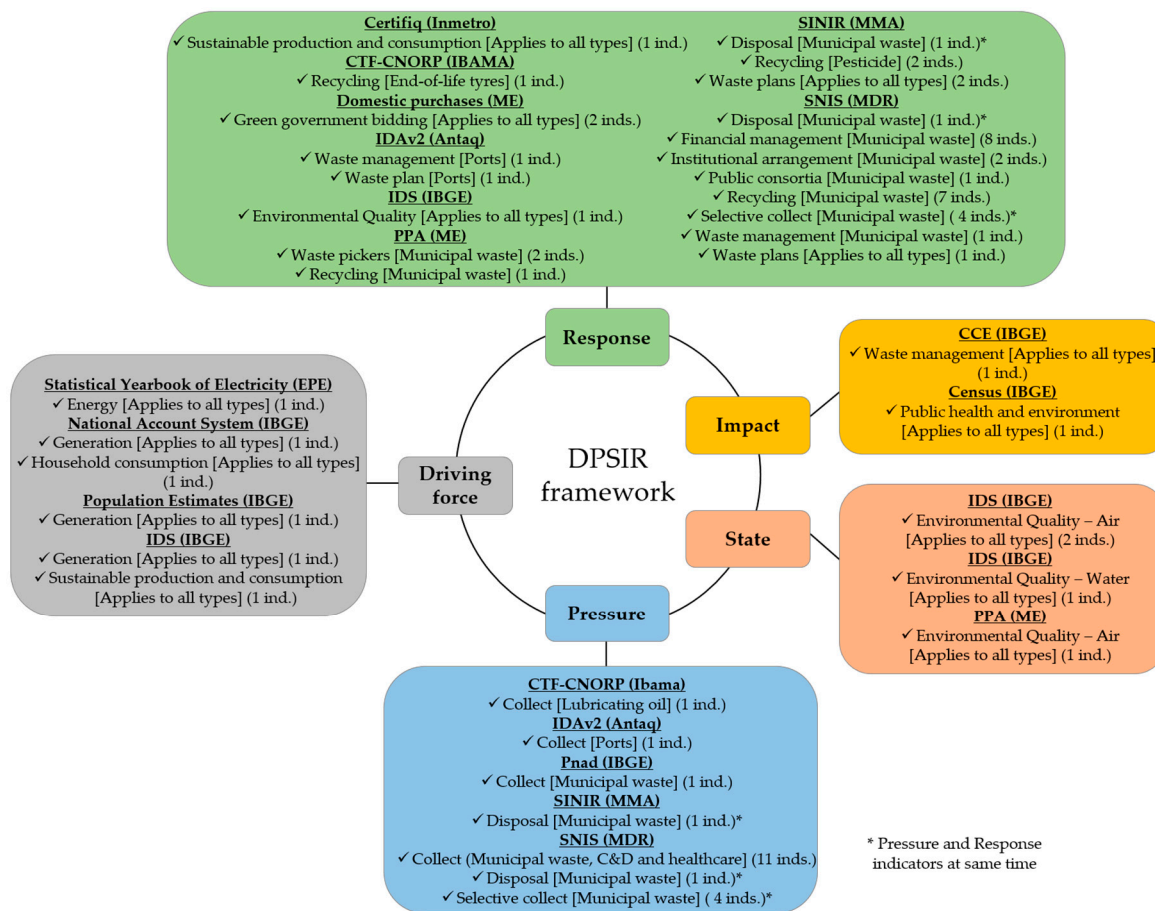 Certifiq (Inmetro)
✓Sustainable production and consumption [Applies to all types] (1 ind.)
CTF-CNORP (IBAMA)
✓Recycling [End-of-life tyres] (1 ind.)
Domestic purchases (ME)
✓Green government bidding [Applies to all types] (2 inds.)
IDAv2 (Antaq)
✓Waste management [Ports] (1 ind.)
✓Waste plan [Ports] (1 ind.)
IDS (IBGE)
✓Environmental Quality [Applies to all types] (1 ind.)
PPA (ME)
✓Waste pickers [Municipal waste] (2 inds.)
✓Recycling [Municipal waste] (1 ind.)
SINIR (MMA)
✓Disposal [Municipal waste] (1 ind.)*
✓Recycling [Pesticide] (2 inds.)
✓Waste plans [Applies to all types] (2 inds.)
SNIS (MDR)
✓Disposal [Municipal waste] (1 ind.)*
✓Financial management [Municipal waste] (8 inds.)
✓Institutional arrangement [Municipal waste] (2 inds.)
✓Public consortia [Municipal waste] (1 ind.)
✓Recycling [Municipal waste] (7 inds.)
✓Selective collect [Municipal waste] ( 4 inds.)*
✓Waste management [Municipal waste] (1 ind.)
✓Waste plans [Applies to all types] (1 ind.)
Response
CCE (IBGE)
✓Waste management [Applies to all types]
(1 ind.)
Census (IBGE)
✓Public health and environment
[Applies to all types] (1 ind.)
Impact
Statistical Yearbook of Electricity (EPE)
✓Energy [Applies to all types] (1 ind.)
National Account System (IBGE)
✓Generation [Applies to all types] (1 ind.)
✓Household consumption [Applies to all types]
(1 ind.)
Population Estimates (IBGE)
✓Generation [Applies to all types] (1 ind.)
IDS (IBGE)
✓Generation [Applies to all types] (1 ind.)
✓Sustainable production and consumption
[Applies to all types] (1 ind.)
Driving
force
DPSIR
framework
State
IDS (IBGE)
✓Environmental Quality – Air
[Applies to all types] (2 inds.)
IDS (IBGE)
✓Environmental Quality – Water
[Applies to all types] (1 ind.)
PPA (ME)
✓Environmental Quality – Air
[Applies to all types] (1 ind.)
Pressure
CTF-CNORP (Ibama)
✓Collect [Lubricating oil] (1 ind.)
IDAv2 (Antaq)
✓Collect [Ports] (1 ind.)
Pnad (IBGE)
✓Collect [Municipal waste] (1 ind.)
SINIR (MMA)
✓Disposal [Municipal waste] (1 ind.)*
SNIS (MDR)
✓Collect (Municipal waste, C&D and healthcare] (11 inds.)
✓Disposal [Municipal waste] (1 ind.)*
✓Selective collect [Municipal waste] ( 4 inds.)*
* Pressure and Response
indicators at same time